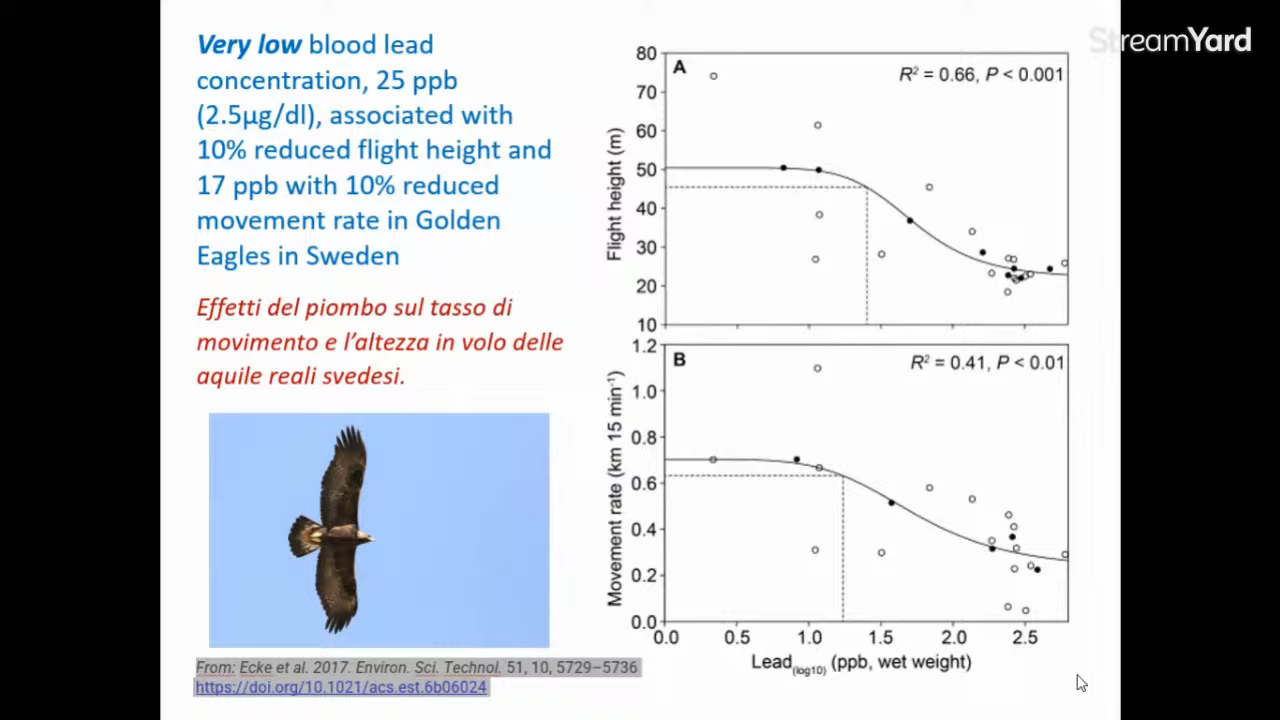 Very low blood lead
concentration, 25 ppb
(2.5µg/dl), associated with
10% reduced flight height and
17 ppb with 10% reduced
movement rate in Golden
Eagles in Sweden
Effetti del piombo sul tasso di
movimento e l’altezza in volo delle
aquile reali svedesi.
From: Ecke et al. 2017. Environ. Sci. Technol. 51, 10, 5729–5736
https://doi.org/10.1021/acs.est.6b06024
StreamYard
A
R² = 0.66, P < 0.001
Flight height (m)
80
70
60
50
40
30
20
10
B
R² = 0.41, P < 0.01
Movement rate (km 15 min⁻¹)
1.2
1.0
0.8
0.6
0.4
0.2
0.0
0.0 0.5 1.0 1.5 2.0 2.5
Lead(log10) (ppb, wet weight)